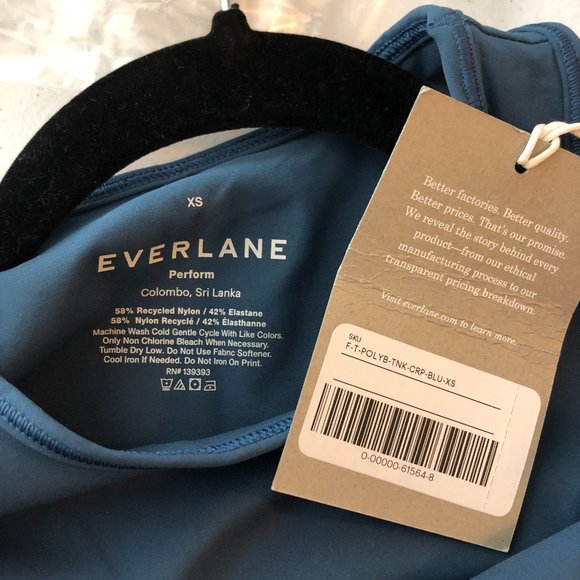 XS
EVERLANE
Perform
Colombo, Sri Lanka
58% Recycled Nylon / 42% Elastane
58% Nylon Recyclé / 42% Élasthanne
Machine Wash Cold Gentle Cycle With Like Colors.
Only Non Chlorine Bleach When Necessary.
Tumble Dry Low. Do Not Use Fabric Softener.
Cool Iron If Needed. Do Not Iron On Print.
RN# 139393
Better factories. Better quality.
Better prices. That's our promise.
We reveal the story behind every
product—from our ethical
manufacturing process to our
transparent pricing breakdown.
Visit everlane.com to learn more.
SKU
F-T-POLYB-TNK-CRP-BLU-XS
0-00000-61564-8